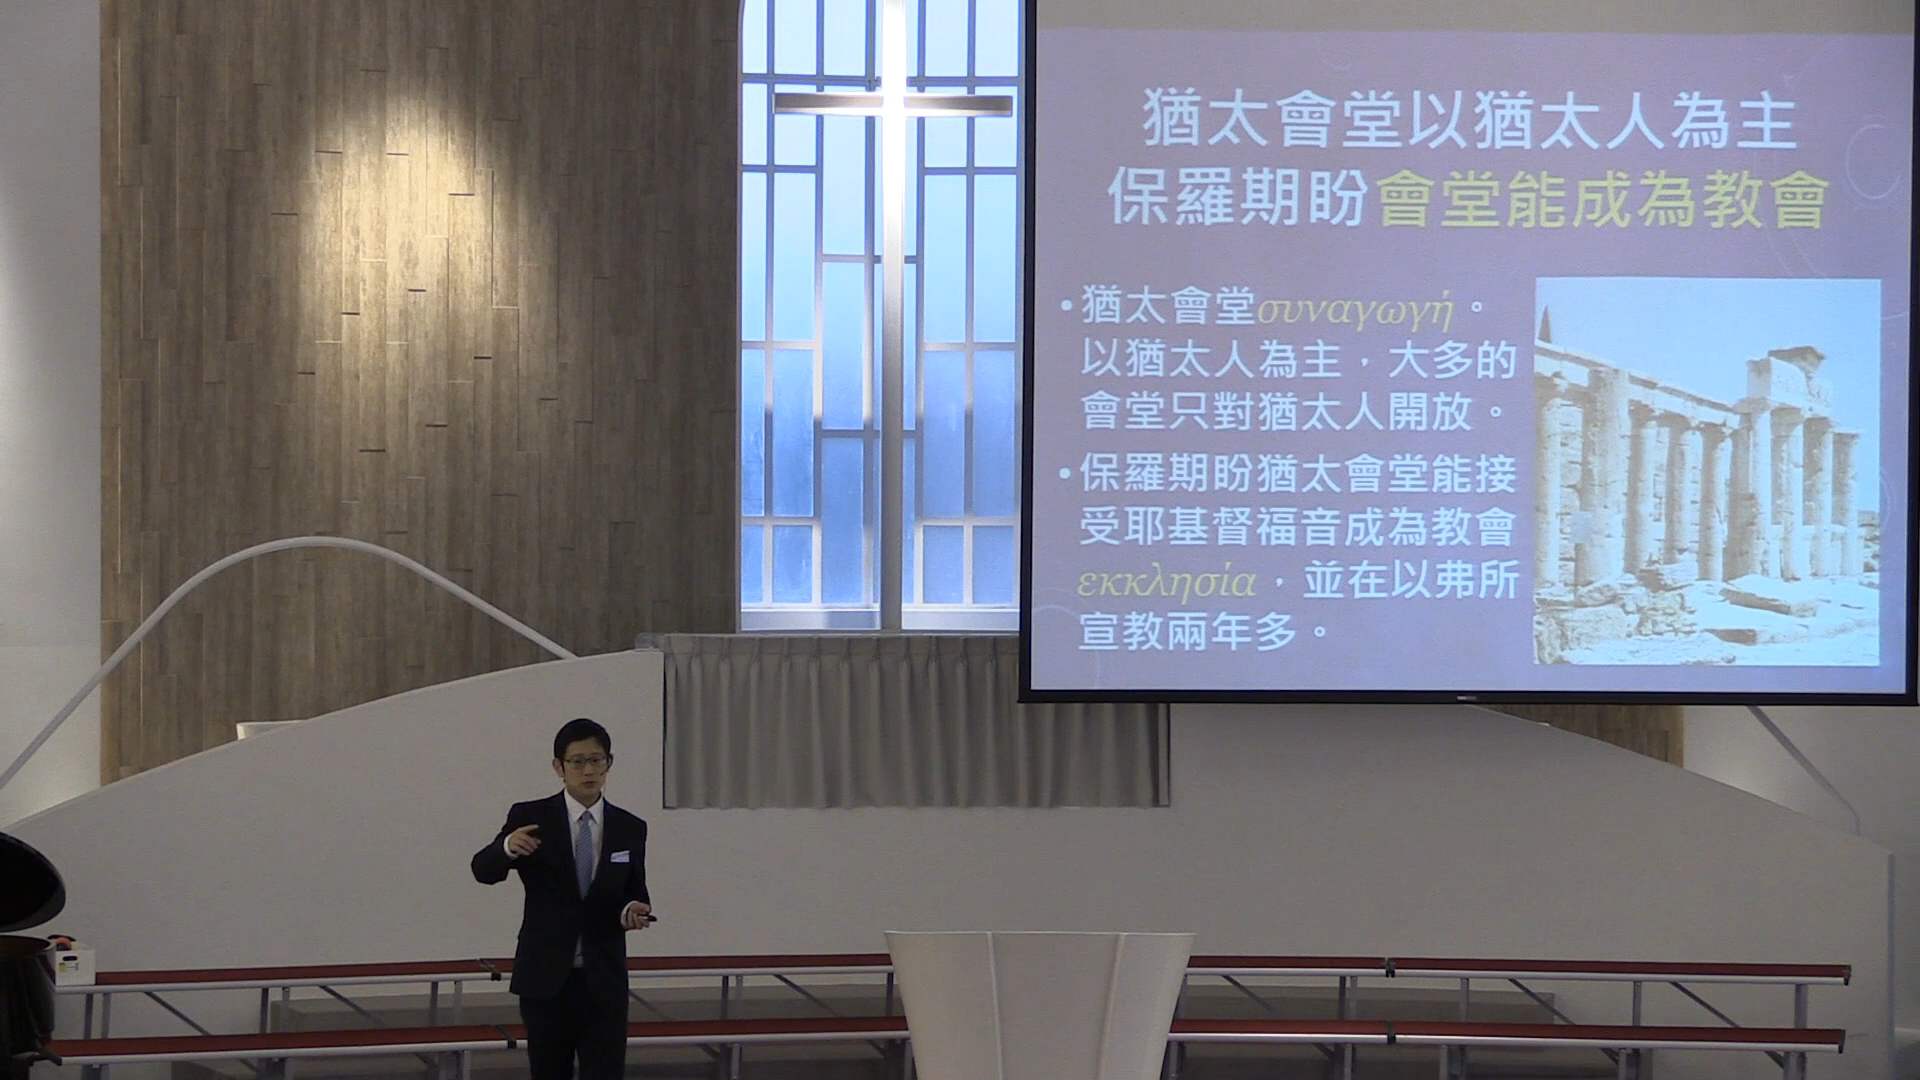 猶太會堂以猶太人為主
保羅期盼會堂能成為教會
•猶太會堂συναγωγή。
以猶太人為主，大多的
會堂只對猶太人開放。
•保羅期盼猶太會堂能接
受耶基督福音成為教會
εκκλησία，並在以弗所
宣教兩年多。